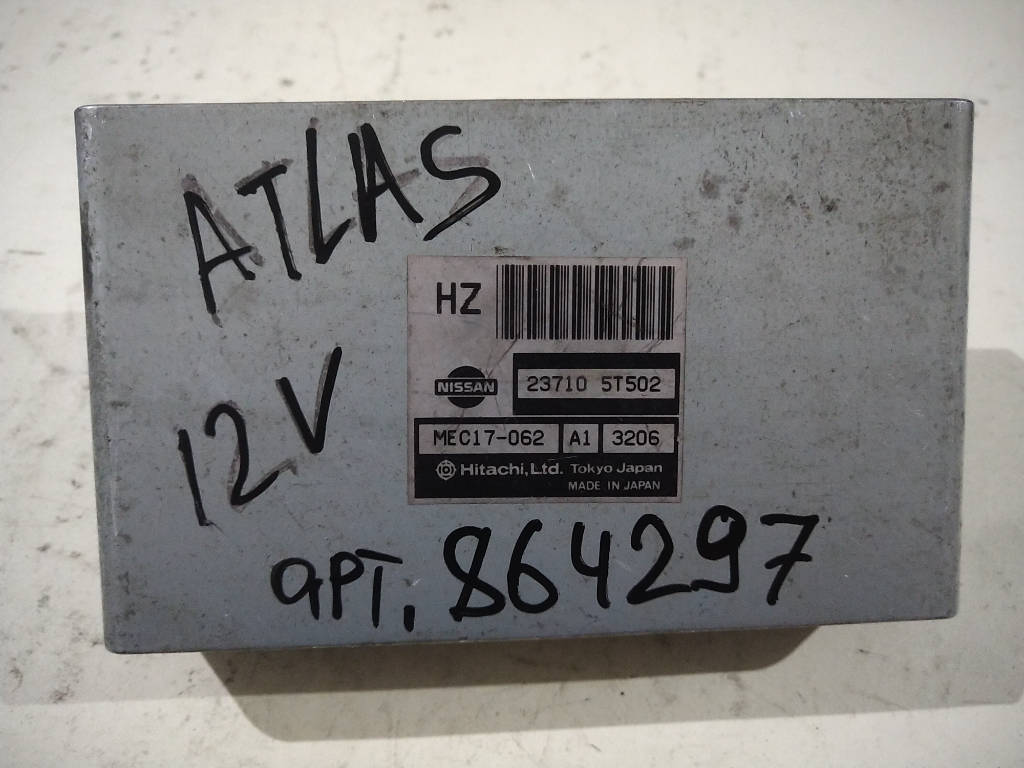 ATLAS
HZ
NISSAN
23710 5T502
12V
MEC17-062 A1 3206
Hitachi, Ltd. Tokyo Japan
MADE IN JAPAN
арт. 864297